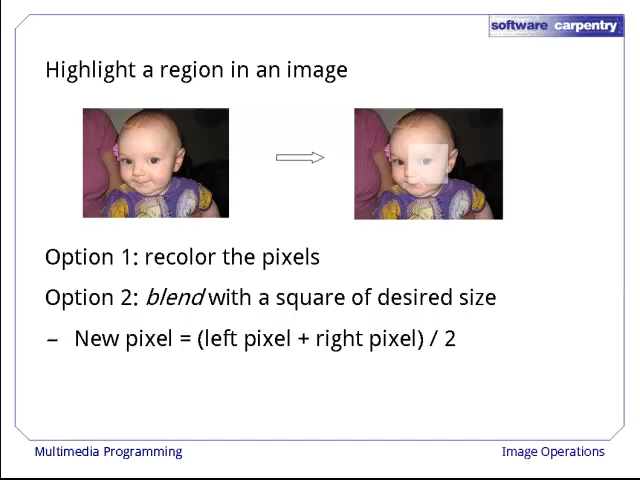 software carpentry
Highlight a region in an image
Option 1: recolor the pixels
Option 2: blend with a square of desired size
– New pixel = (left pixel + right pixel) / 2
Multimedia Programming
Image Operations